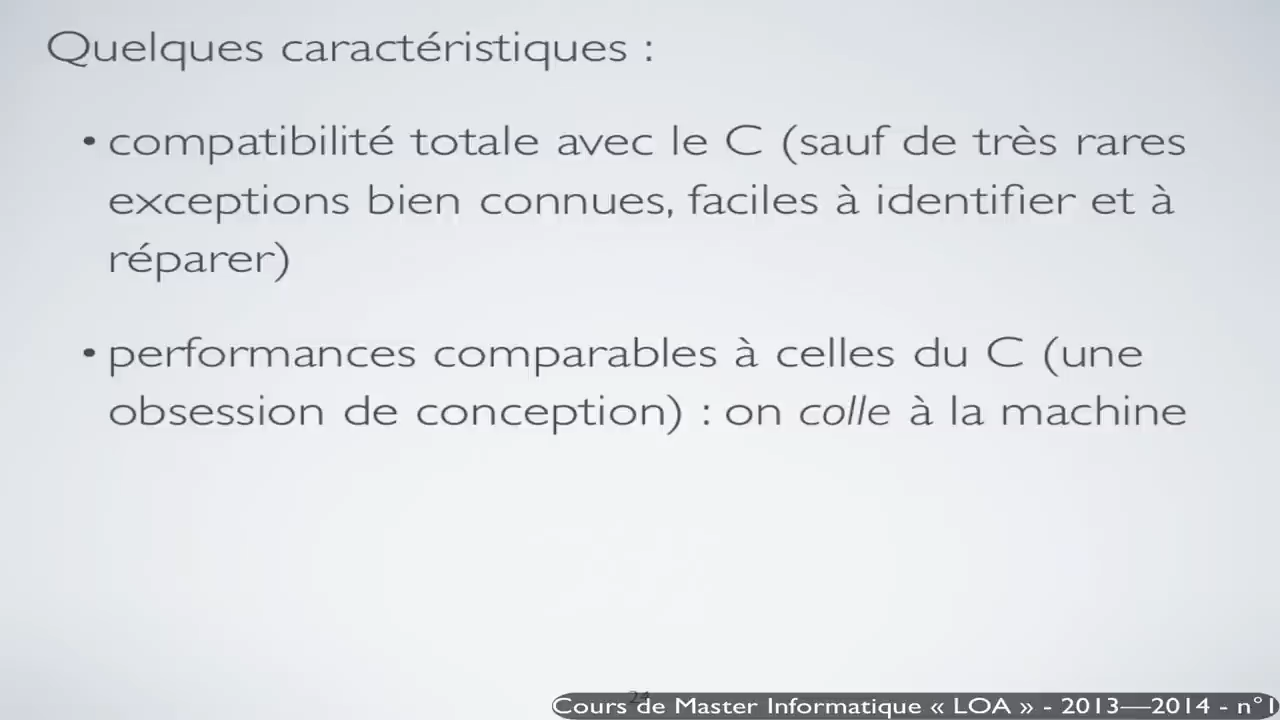 Quelques caractéristiques :
• compatibilité totale avec le C (sauf de très rares
exceptions bien connues, faciles à identifier et à
réparer)
• performances comparables à celles du C (une
obsession de conception) : on colle à la machine
24
Cours de Master Informatique « LOA » - 2013—2014 - n°1